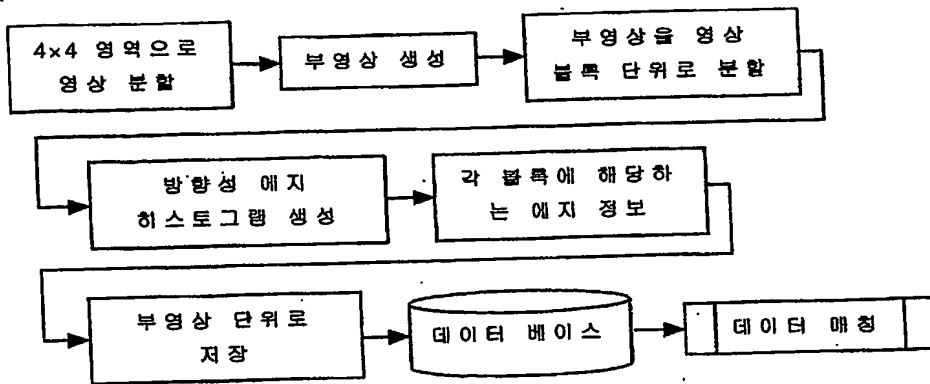 4×4 영역으로
영상 분할
부영상 생성
부영상을 영상
블록 단위로 분할
방향성 에지
히스토그램 생성
각 블록에 해당하
는 에지 정보
부영상 단위로
저장
데이터 베이스
데이터 매칭